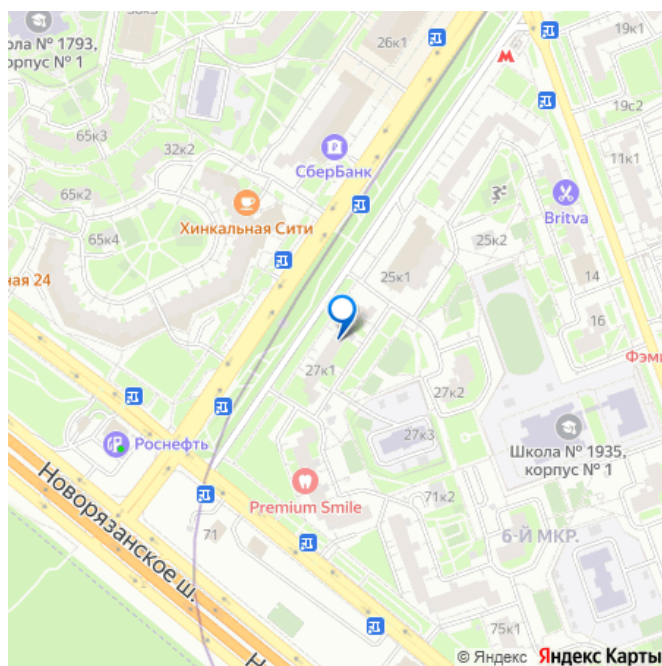 ола № 1793,
орпус № 1
26к1
19к1
65к3
32к2
СберБанк
19с2
11к1
65к2
Хинкальная Сити
Britva
65к4
25к2
ная 24
25к1
14
16
Фэми
27к1
27к2
27к3
Роснефть
Школа № 1935,
корпус № 1
Premium Smile
71к2
Новорязанское ш.
71
6-Й МКР.
75к1
Н
© Яндекс Яндекс Карты